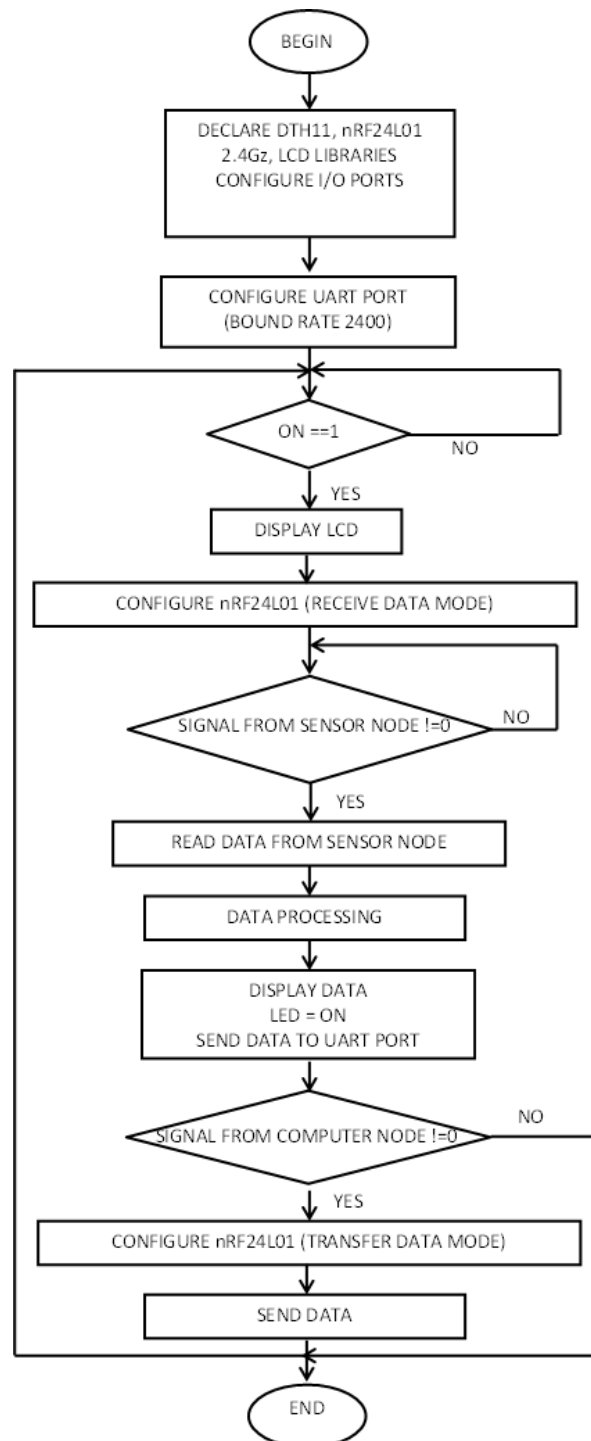 BEGIN
DECLARE DTH11, nRF24L01
2.4Gz, LCD LIBRARIES
CONFIGURE I/O PORTS
CONFIGURE UART PORT
(BOUND RATE 2400)
ON ==1
NO
YES
DISPLAY LCD
CONFIGURE nRF24L01 (RECEIVE DATA MODE)
SIGNAL FROM SENSOR NODE !=0
NO
YES
READ DATA FROM SENSOR NODE
DATA PROCESSING
DISPLAY DATA
LED = ON
SEND DATA TO UART PORT
NO
SIGNAL FROM COMPUTER NODE !=0
YES
CONFIGURE nRF24L01 (TRANSFER DATA MODE)
SEND DATA
END